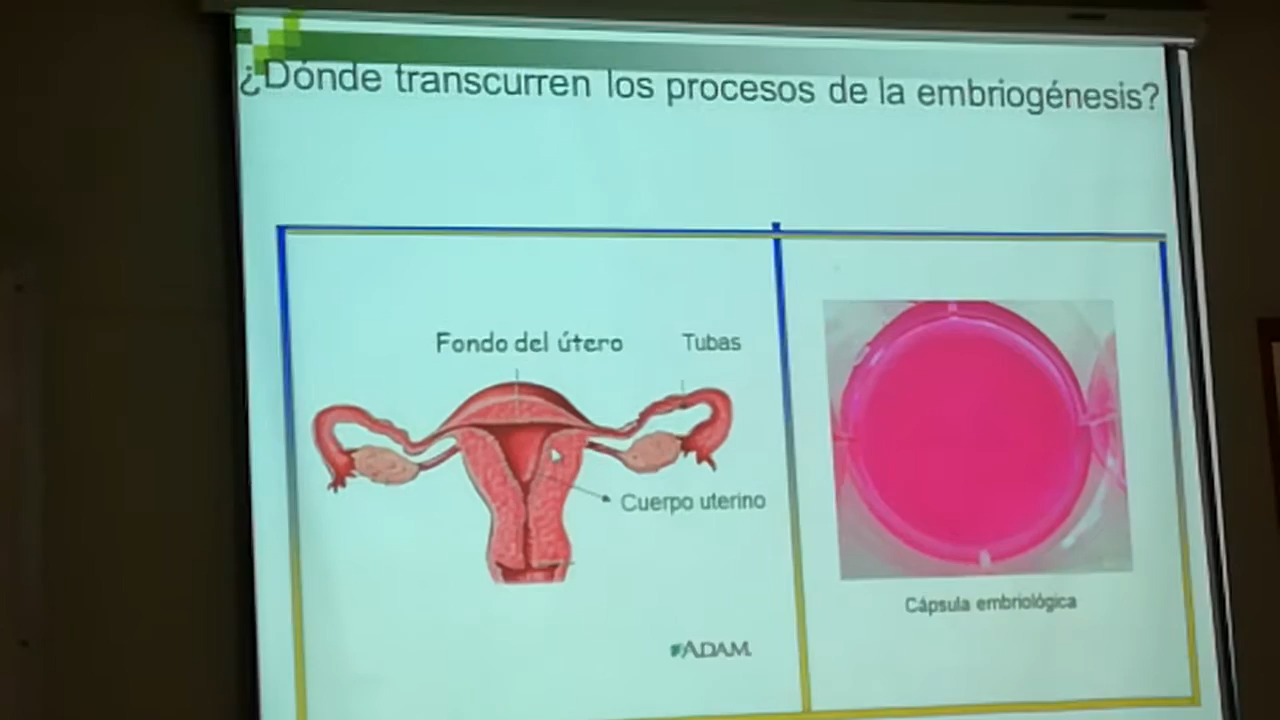 ¿Dónde transcurren los procesos de la embriogénesis?
Fondo del útero
Tubas
Cuerpo uterino
Cápsula embriológica
ADAM.